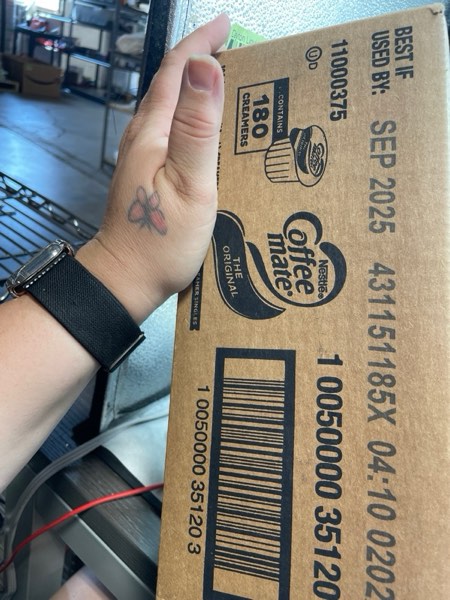 BEST IF
USED BY: SEP 2025 431151185X 04:10 0202
11000375
U D
CONTAINS
180
CREAMERS
Nestlé
Coffee
mate®
THE
ORIGINAL
1 0050000 35120
1 0050000 35120 3